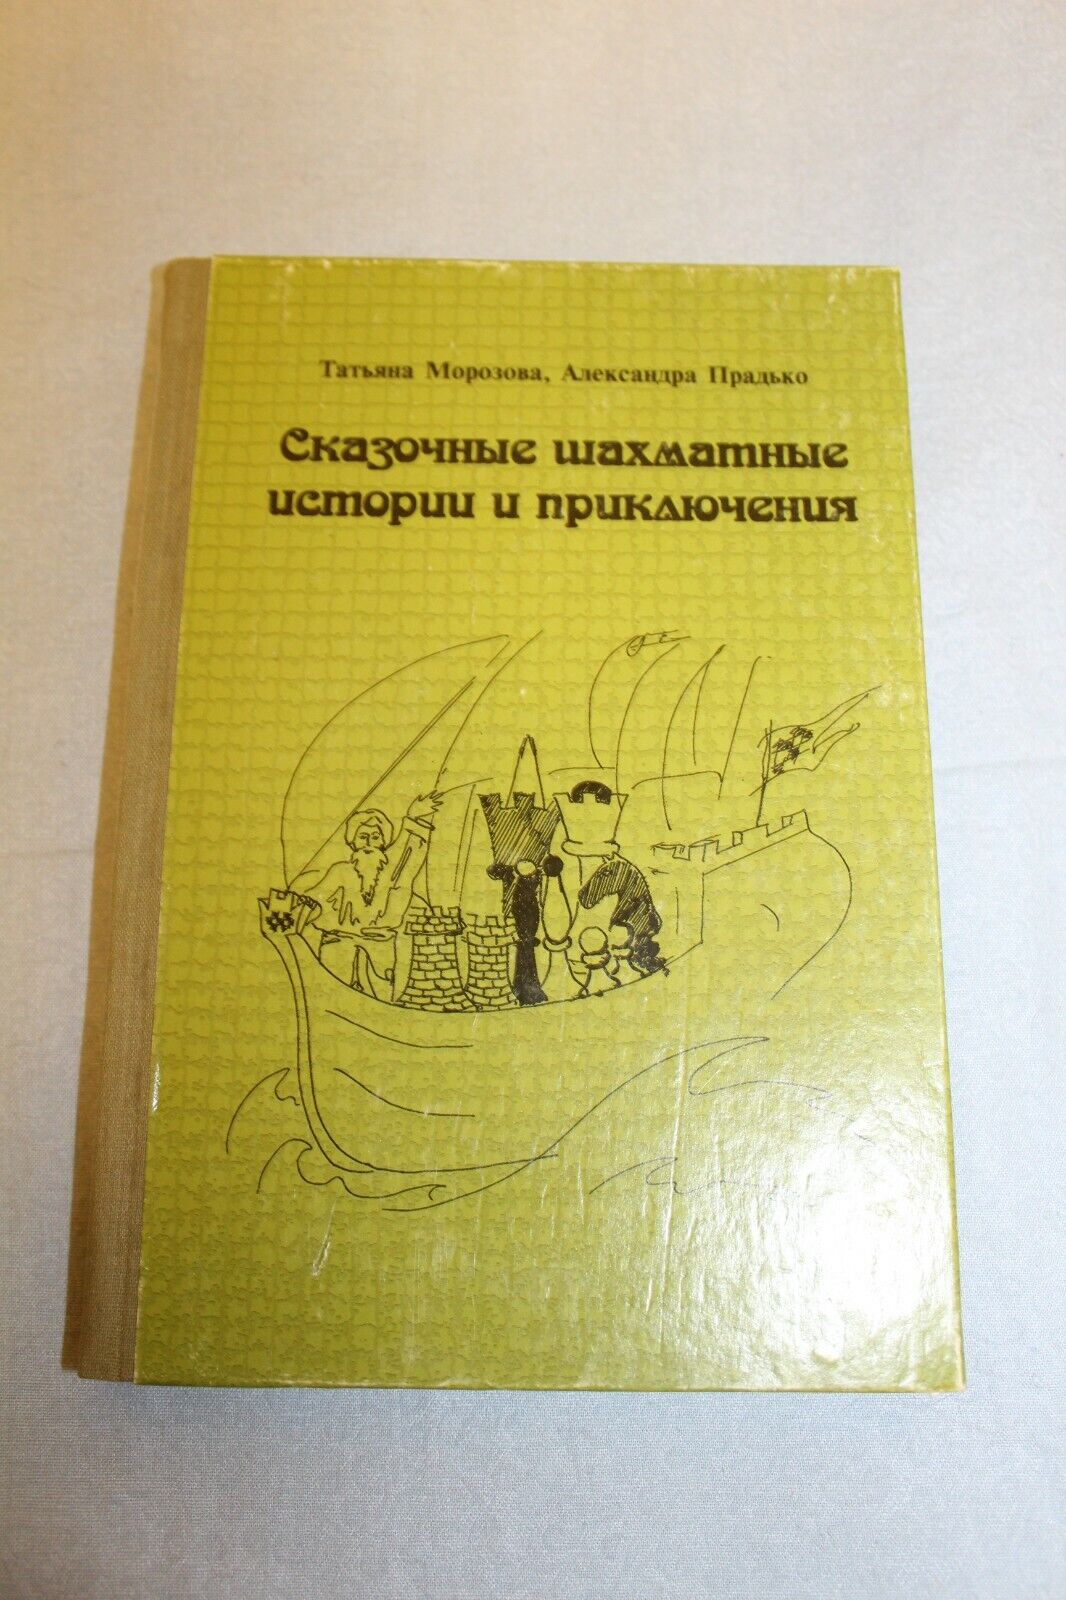 Татьяна Морозова, Александра Прадько
Сказочные шахматные
истории и приключения